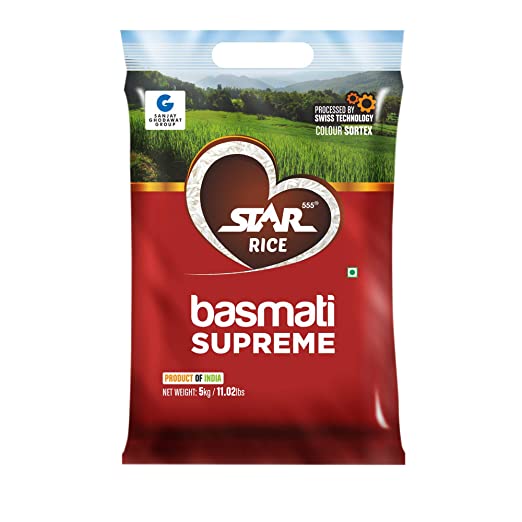 G
SANJAY
GHODAWAT
GROUP
PROCESSED BY
SWISS TECHNOLOGY
COLOUR SORTEX
STAR 555®
RICE
basmati
SUPREME
PRODUCT OF INDIA
NET WEIGHT: 5kg / 11.02lbs